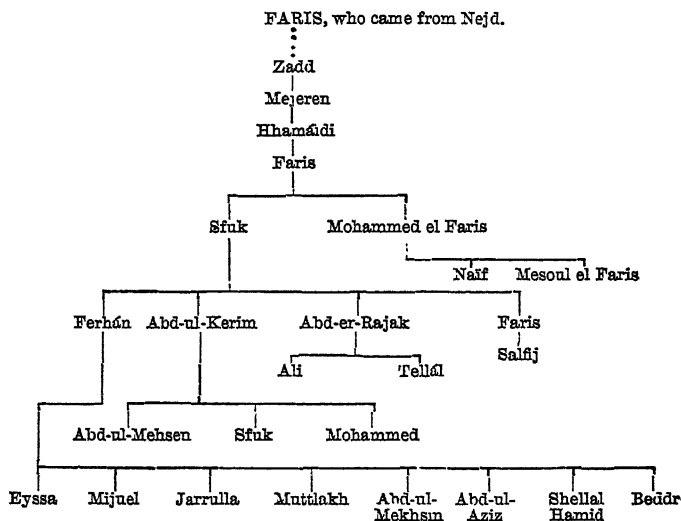 FARIS, who came from Nejd.
Zadd
Mejeren
Hhamáidi
Faris
Sfuk Mohammed el Faris
Naïf Mesoul el Faris
Ferhán Abd-ul-Kerim Abd-er-Rajak Faris
Salfij
Ali Tellál
Abd-ul-Mehsen Sfuk Mohammed
Eyssa Mijuel Jarrulla Muttlakh Abd-ul- Abd-ul- Shellal Beddr
Mekhsin Aziz Hamid